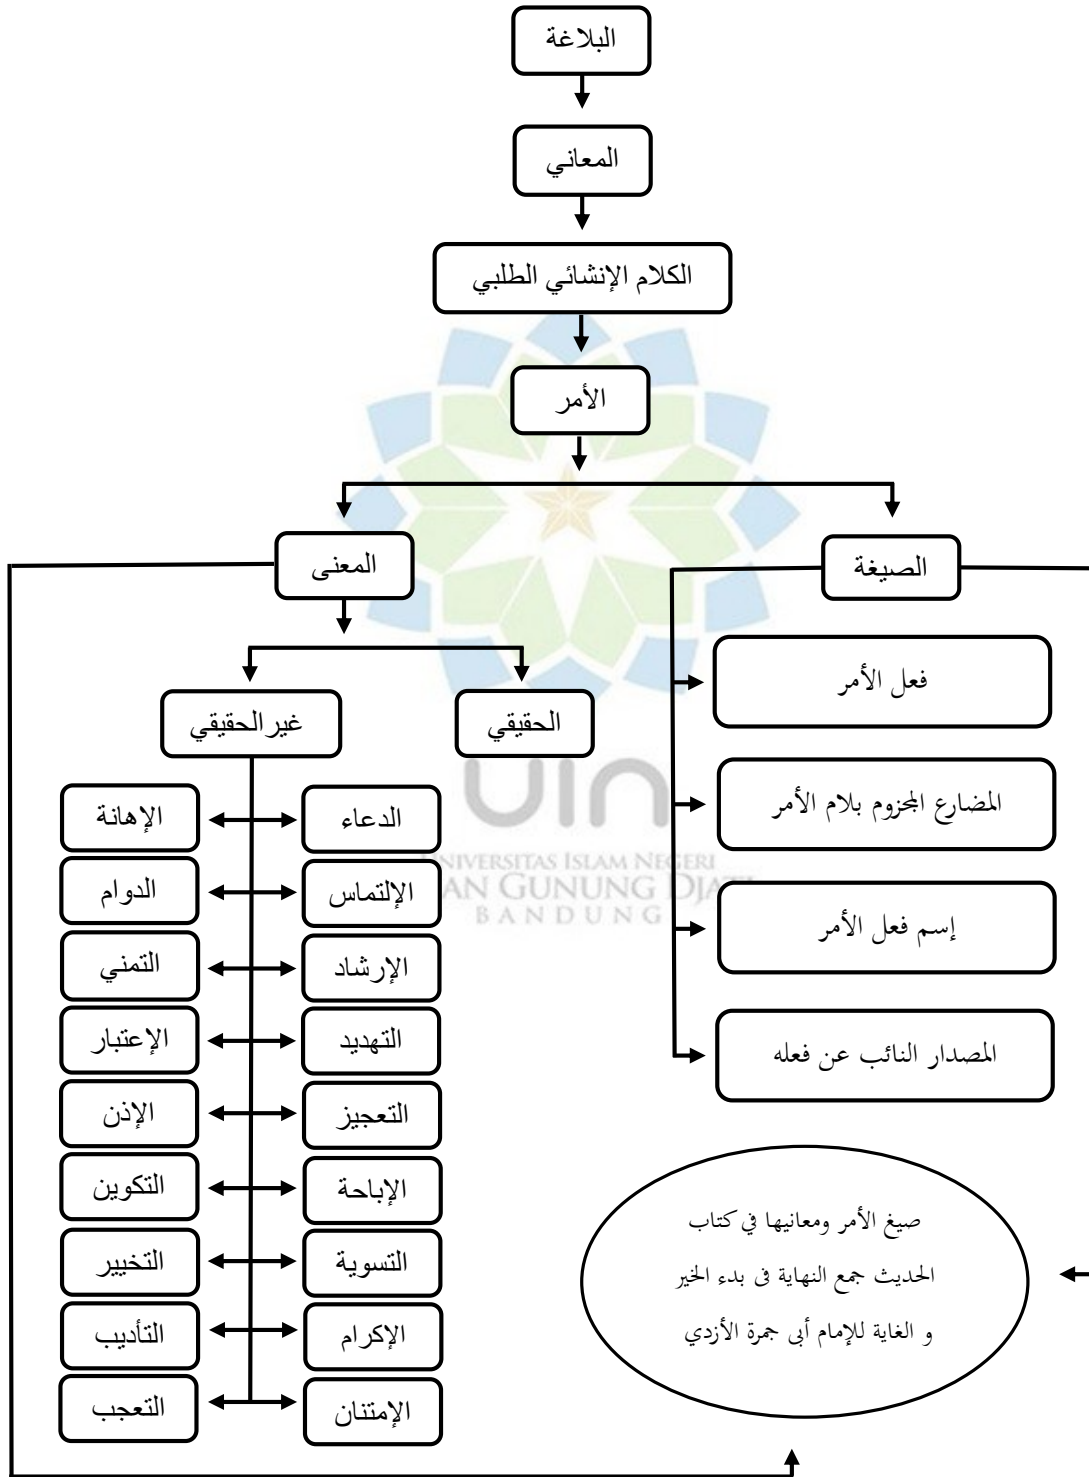 البلاغة
المعاني
الكلام الإنشائي الطلبي
الأمر
الصيغة
المعنى
فعل الأمر
المضارع المجزوم بلام الأمر
إسم فعل الأمر
المصدار النائب عن فعله
الحقيقي
غير الحقيقي
الدعاء
الإهانة
الإلتماس
الدوام
الإرشاد
التمني
التهديد
الإعتبار
التعجيز
الإذن
الإباحة
التكوين
التسوية
التخيير
الإكرام
التأديب
الإمتنان
التعجب
صيغ الأمر ومعانيها في كتاب
الحديث جمع النهاية فى بدء الخير
و الغاية للإمام أبى جمرة الأزدي
uin
UNIVERSITAS ISLAM NEGERI
GUNUNG
BANDUNG